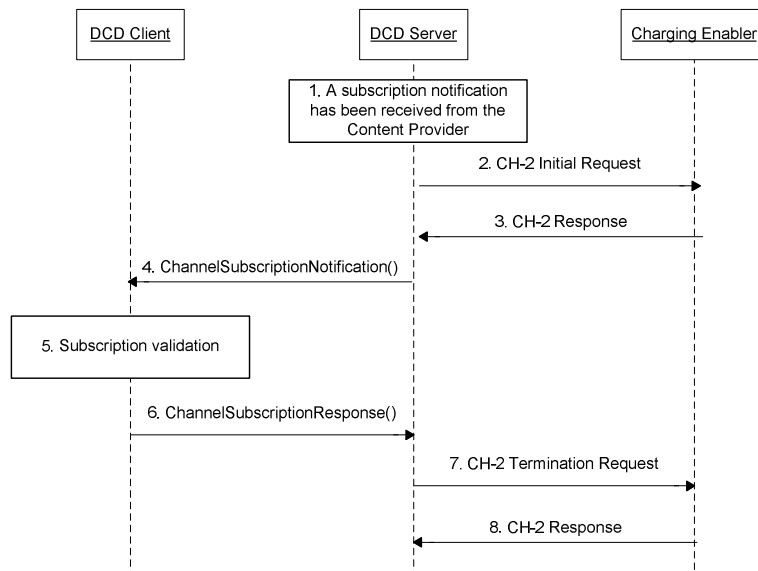 DCD Client
DCD Server
Charging Enabler
1. A subscription notification
has been received from the
Content Provider
2. CH-2 Initial Request
3. CH-2 Response
4. ChannelSubscriptionNotification()
5. Subscription validation
6. ChannelSubscriptionResponse()
7. CH-2 Termination Request
8. CH-2 Response